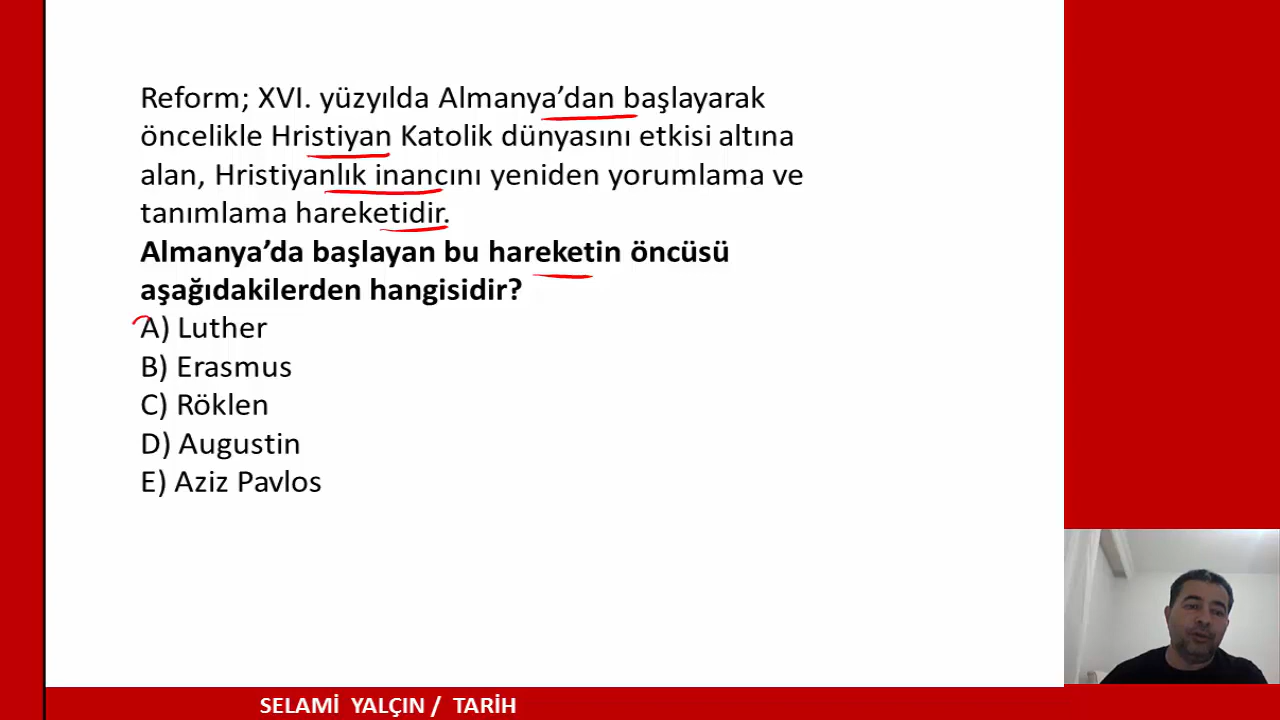 Reform; XVI. yüzyılda Almanya’dan başlayarak
öncelikle Hristiyan Katolik dünyasını etkisi altına
alan, Hristiyanlık inancını yeniden yorumlama ve
tanımlama hareketidir.
Almanya’da başlayan bu hareketin öncüsü
aşağıdakilerden hangisidir?
A) Luther
B) Erasmus
C) Röklen
D) Augustin
E) Aziz Pavlos
SELAMİ YALÇIN / TARİH